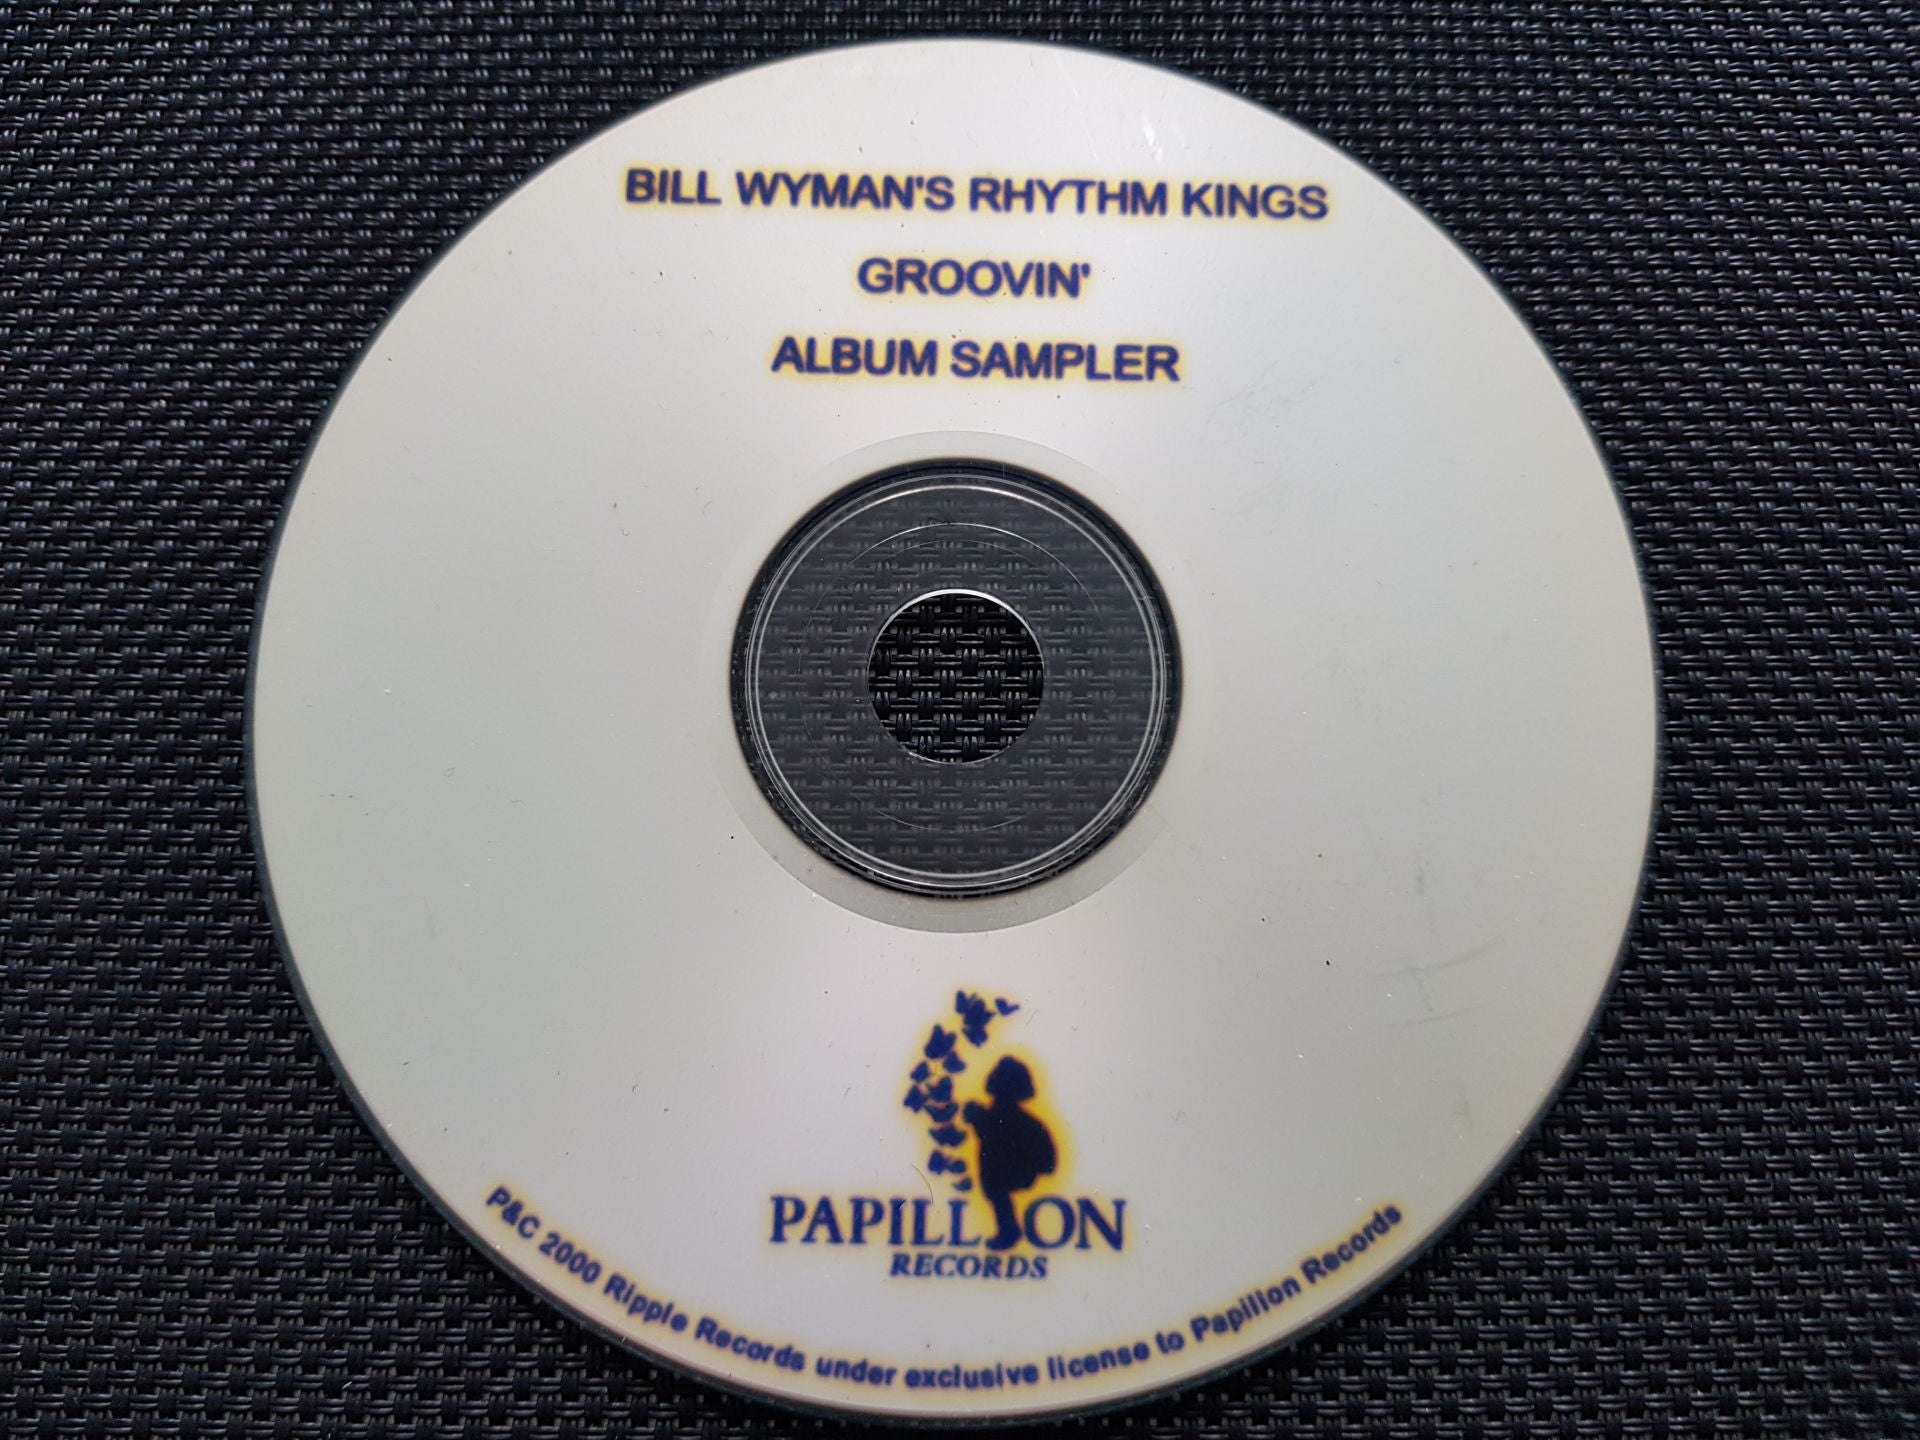 BILL WYMAN'S RHYTHM KINGS
GROOVIN'
ALBUM SAMPLER
PAPILLON
RECORDS
P&C 2000 Ripple Records under exclusive license to Papillon Records